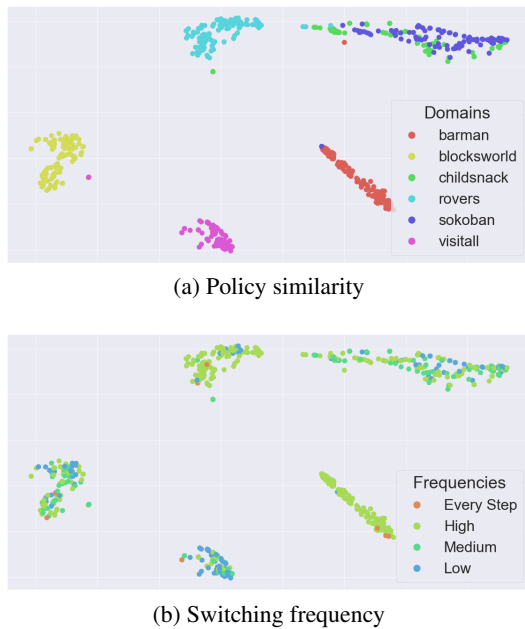 Domains
barman
blocksworld
childsnack
rovers
sokoban
visitall
(a) Policy similarity
Frequencies
Every Step
High
Medium
Low
(b) Switching frequency